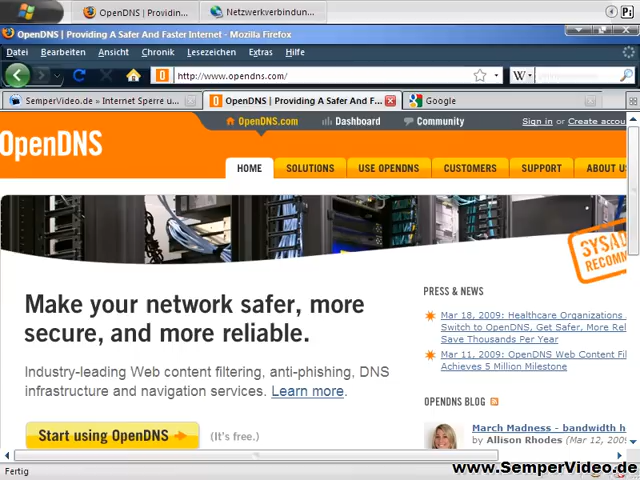 OpenDNS | Providin...
Netzwerkverbindun...
OpenDNS | Providing A Safer And Faster Internet - Mozilla Firefox
Datei Bearbeiten Ansicht Chronik Lesezeichen Extras Hilfe
http://www.opendns.com/
W
SemperVideo.de » Internet Sperre u...
OpenDNS | Providing A Safer And F...
Google
OpenDNS.com Dashboard Community Sign in or Create accou
OpenDNS
HOME SOLUTIONS USE OPENDNS CUSTOMERS SUPPORT ABOUT U
SYSAD
RECOMM
Make your network safer, more
secure, and more reliable.
Industry-leading Web content filtering, anti-phishing, DNS
infrastructure and navigation services. Learn more.
Start using OpenDNS (It's free.)
PRESS & NEWS
Mar 18, 2009: Healthcare Organizations
Switch to OpenDNS, Get Safer, More Rel
Save Thousands Per Year
Mar 11, 2009: OpenDNS Web Content Fil
Achieves 5 Million Milestone
OPENDNS BLOG
March Madness - bandwidth h
by Allison Rhodes (Mar 12, 2009
Fertig
www.SemperVideo.de